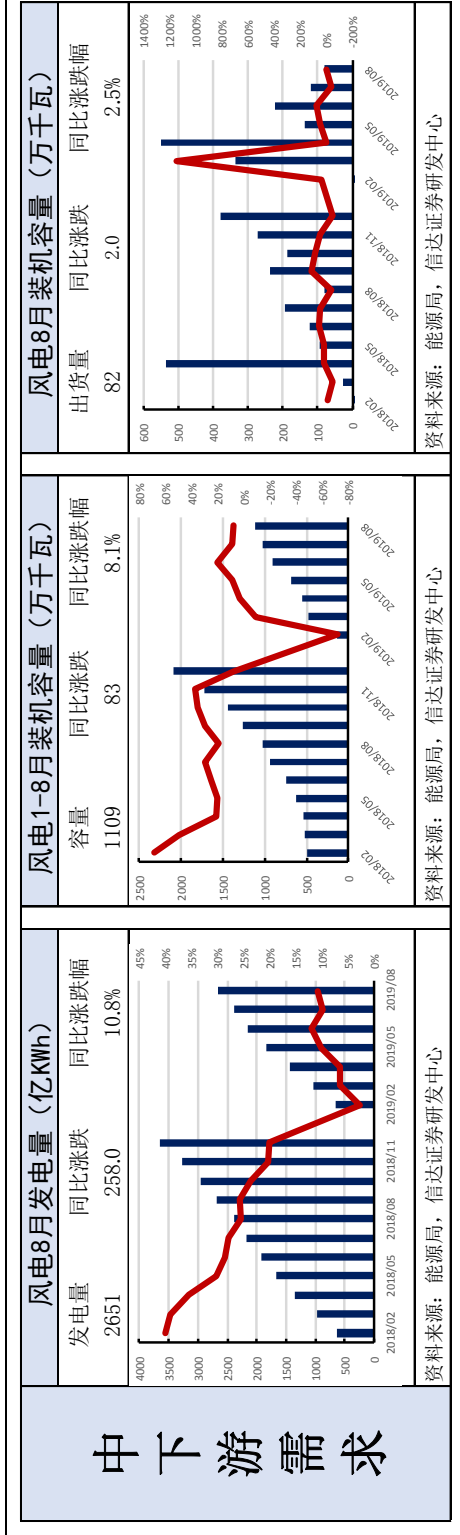 中下游需求
风电8月发电量（亿KWh）
发电量 同比涨跌 同比涨跌幅
2651 258.0 10.8%
4000 45%
3500 40%
3000 35%
2500 30%
2000 25%
1500 20%
1000 15%
500 10%
0 5%
0%
2018/02 2018/05 2018/08 2018/11 2019/02 2019/05 2019/08
资料来源：能源局，信达证券研发中心
风电1-8月装机容量（万千瓦）
容量 同比涨跌 同比涨跌幅
1109 83 8.1%
2500 80%
2000 60%
1500 40%
1000 20%
500 0%
0 -20%
-40%
-60%
-80%
2018/02 2018/05 2018/08 2018/11 2019/02 2019/05 2019/08
资料来源：能源局，信达证券研发中心
风电8月装机容量（万千瓦）
出货量 同比涨跌 同比涨跌幅
82 2.0 2.5%
600 1400%
500 1200%
400 1000%
300 800%
200 600%
100 400%
0 200%
0%
-200%
2018/02 2018/05 2018/08 2018/11 2019/02 2019/05 2019/08
资料来源：能源局，信达证券研发中心